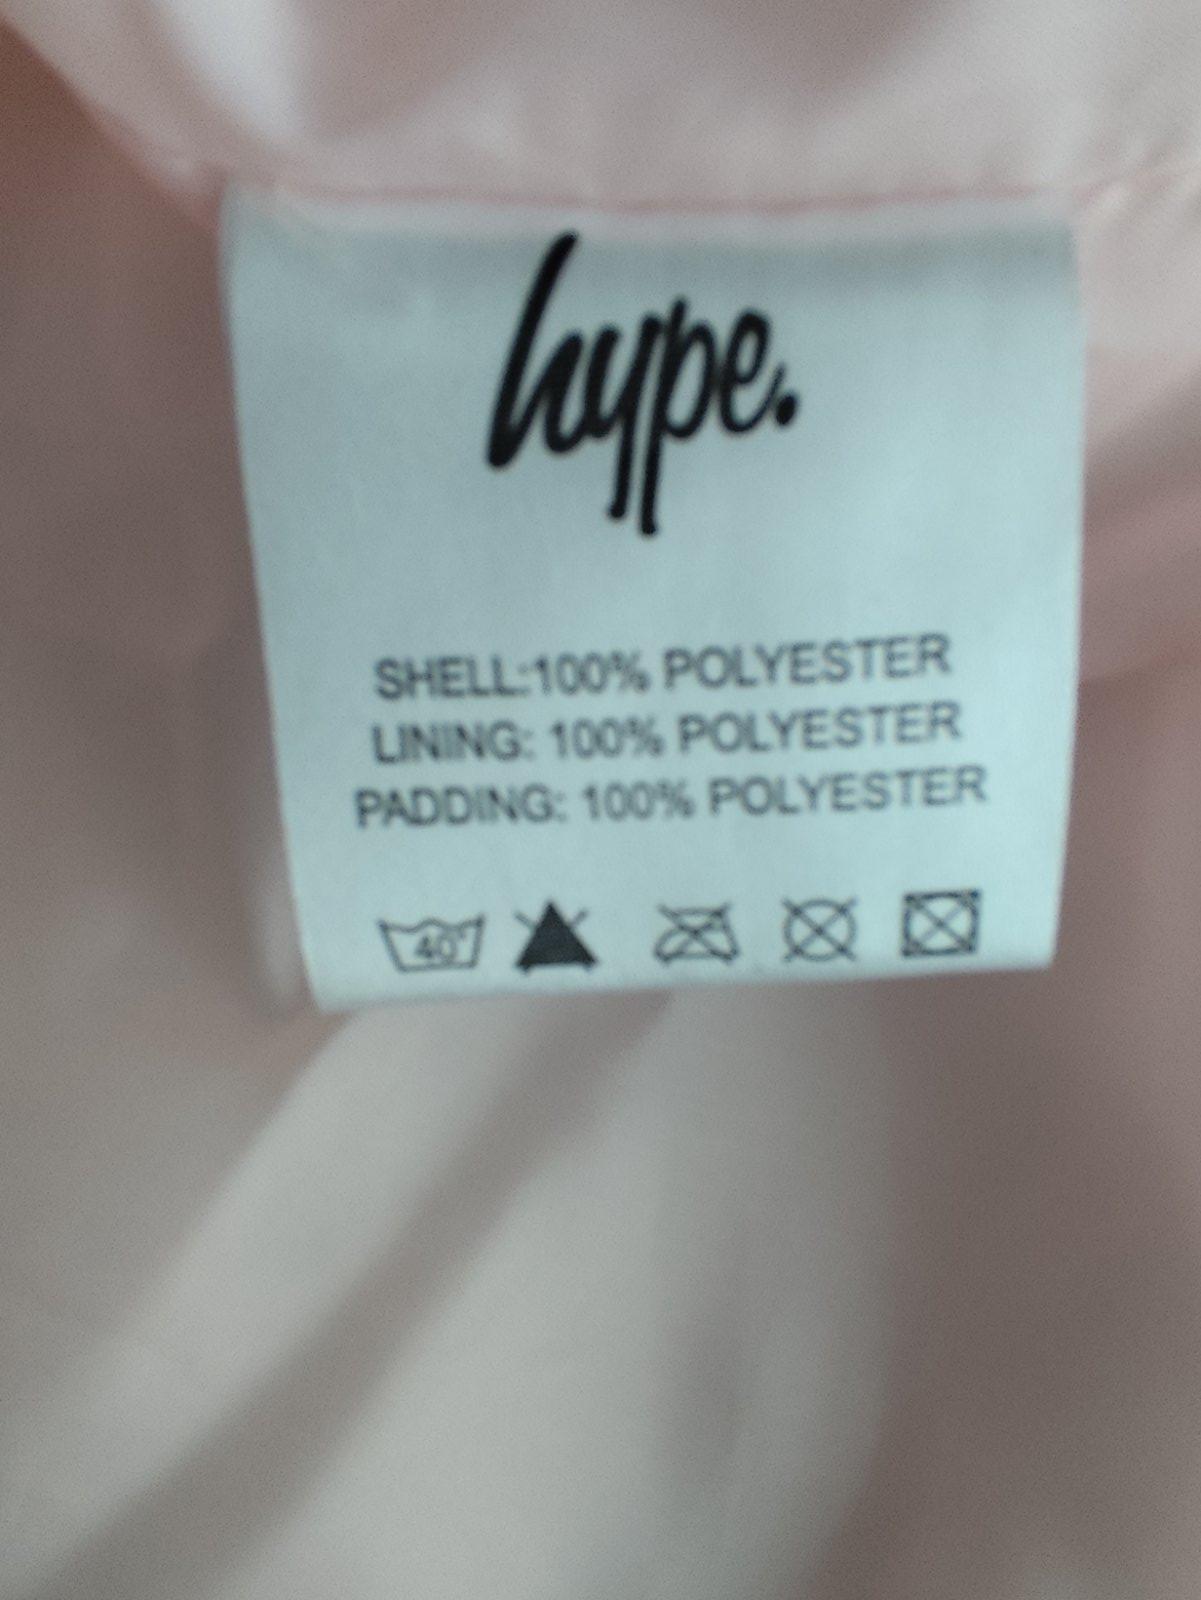 hype.
SHELL:100% POLYESTER
LINING: 100% POLYESTER
PADDING: 100% POLYESTER
40°